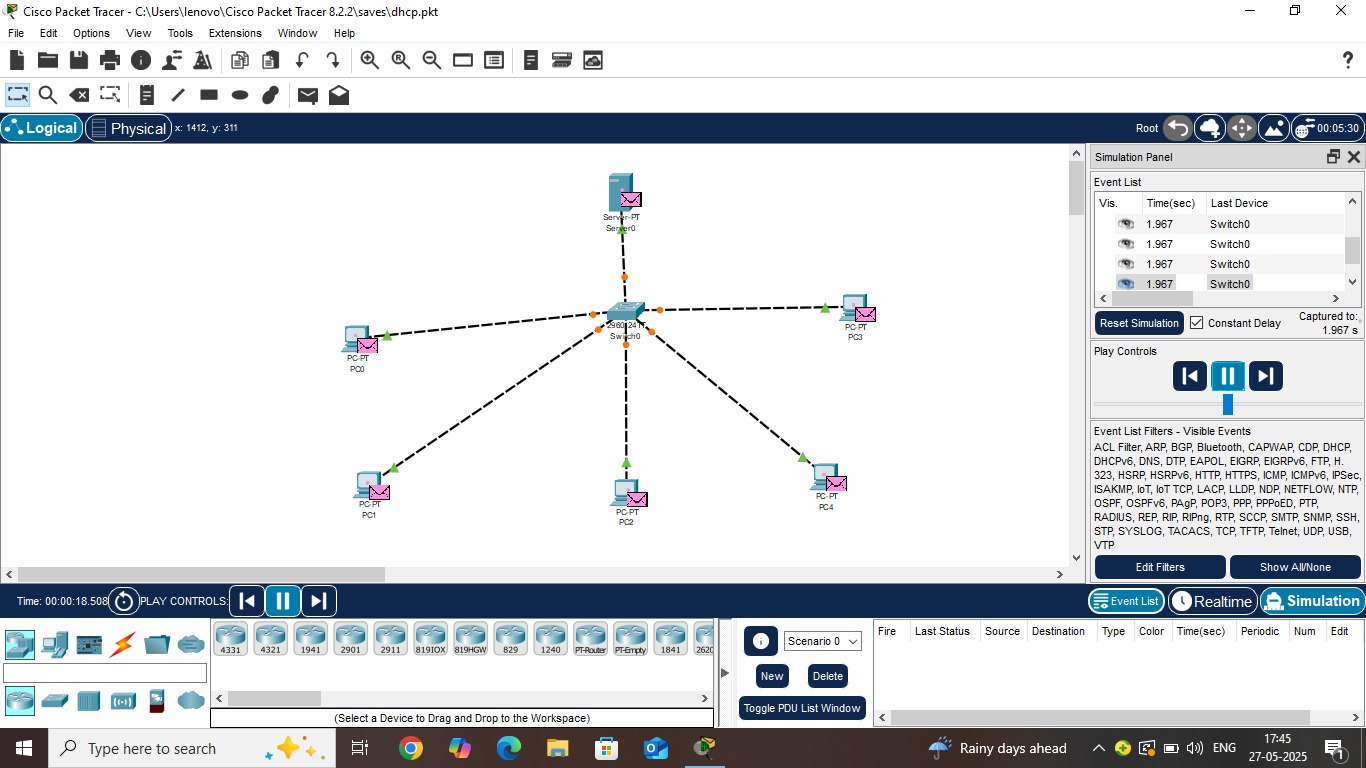 Cisco Packet Tracer - C:\Users\lenovo\Cisco Packet Tracer 8.2.2\saves\dhcp.pkt
File Edit Options View Tools Extensions Window Help
Logical Physical x: 1412, y: 311 Root 00:05:30
Simulation Panel
Event List
Vis. Time(sec) Last Device
1.967 Switch0
1.967 Switch0
1.967 Switch0
1.967 Switch0
Reset Simulation Constant Delay Captured to:
1.967 s
Play Controls
Event List Filters - Visible Events
ACL Filter, ARP, BGP, Bluetooth, CAPWAP, CDP, DHCP,
DHCPv6, DNS, DTP, EAPOL, EIGRP, EIGRPv6, FTP, H.
323, HSRP, HSRPv6, HTTP, HTTPS, ICMP, ICMPv6, IPSec,
ISAKMP, IoT, IoT TCP, LACP, LLDP, NDP, NETFLOW, NTP,
OSPF, OSPFv6, PAgP, POP3, PPP, PPPoED, PTP,
RADIUS, REP, RIP, RIPng, RTP, SCCP, SMTP, SNMP, SSH,
STP, SYSLOG, TACACS, TCP, TFTP, Telnet, UDP, USB,
VTP
Edit Filters Show All/None
Server-PT
Server0
2960-24TT
Switch0
PC-PT
PC3
PC-PT
PC0
PC-PT
PC1
PC-PT
PC2
PC-PT
PC4
Time: 00:00:18.508 PLAY CONTROLS: Event List Realtime Simulation
4331 4321 1941 2901 2911 819IOX 819HGW 829 1240 PT-Router PT-Empty 1841 2620
(Select a Device to Drag and Drop to the Workspace)
Scenario 0
New Delete
Toggle PDU List Window
Fire Last Status Source Destination Type Color Time(sec) Periodic Num Edit
Type here to search
Rainy days ahead ENG 17:45
27-05-2025
1